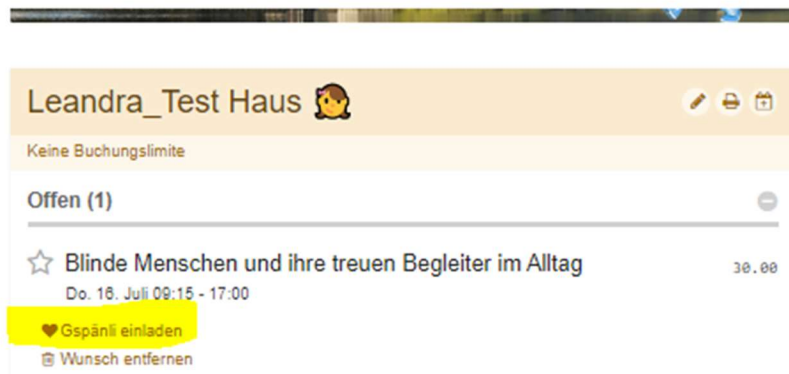 Leandra_Test Haus
Keine Buchungslimite
Offen (1)
Blinde Menschen und ihre treuen Begleiter im Alltag 30.00
Do. 16. Juli 09:15 - 17:00
Gspänli einladen
Wunsch entfernen